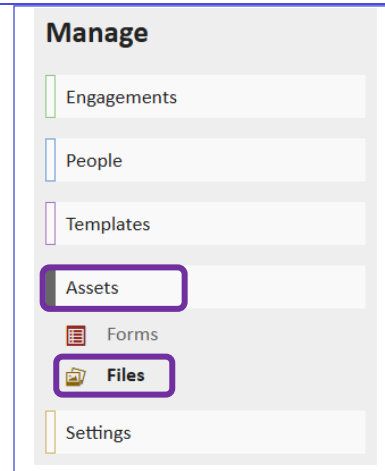 Manage
Engagements
People
Templates
Assets
Forms
Files
Settings